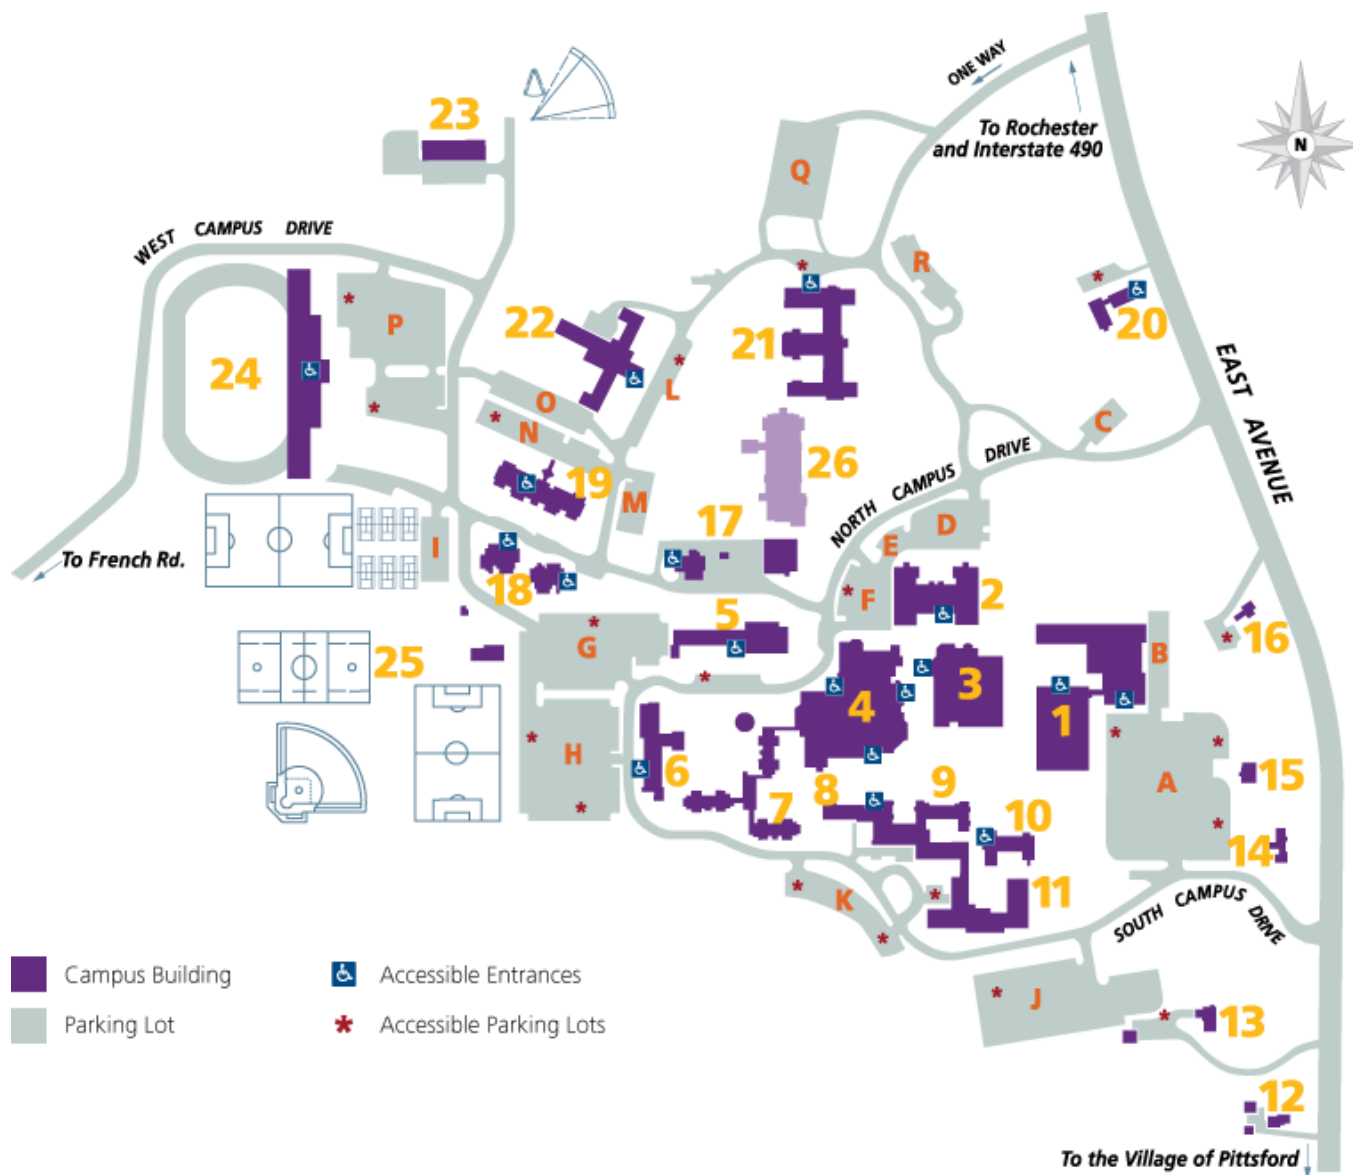 ONE WAY
To Rochester
and Interstate 490
N
23
Q
WEST CAMPUS DRIVE
R
20
22
P
21
24
L
EAST AVENUE
O
C
N
26
19
NORTH CAMPUS DRIVE
M
17
D
I
E
To French Rd.
18
F
2
5
16
G
B
25
3
4
1
H
6
15
A
8
9
7
10
14
K
11
SOUTH CAMPUS DRIVE
Campus Building
Accessible Entrances
J
Parking Lot
Accessible Parking Lots
13
12
To the Village of Pittsford